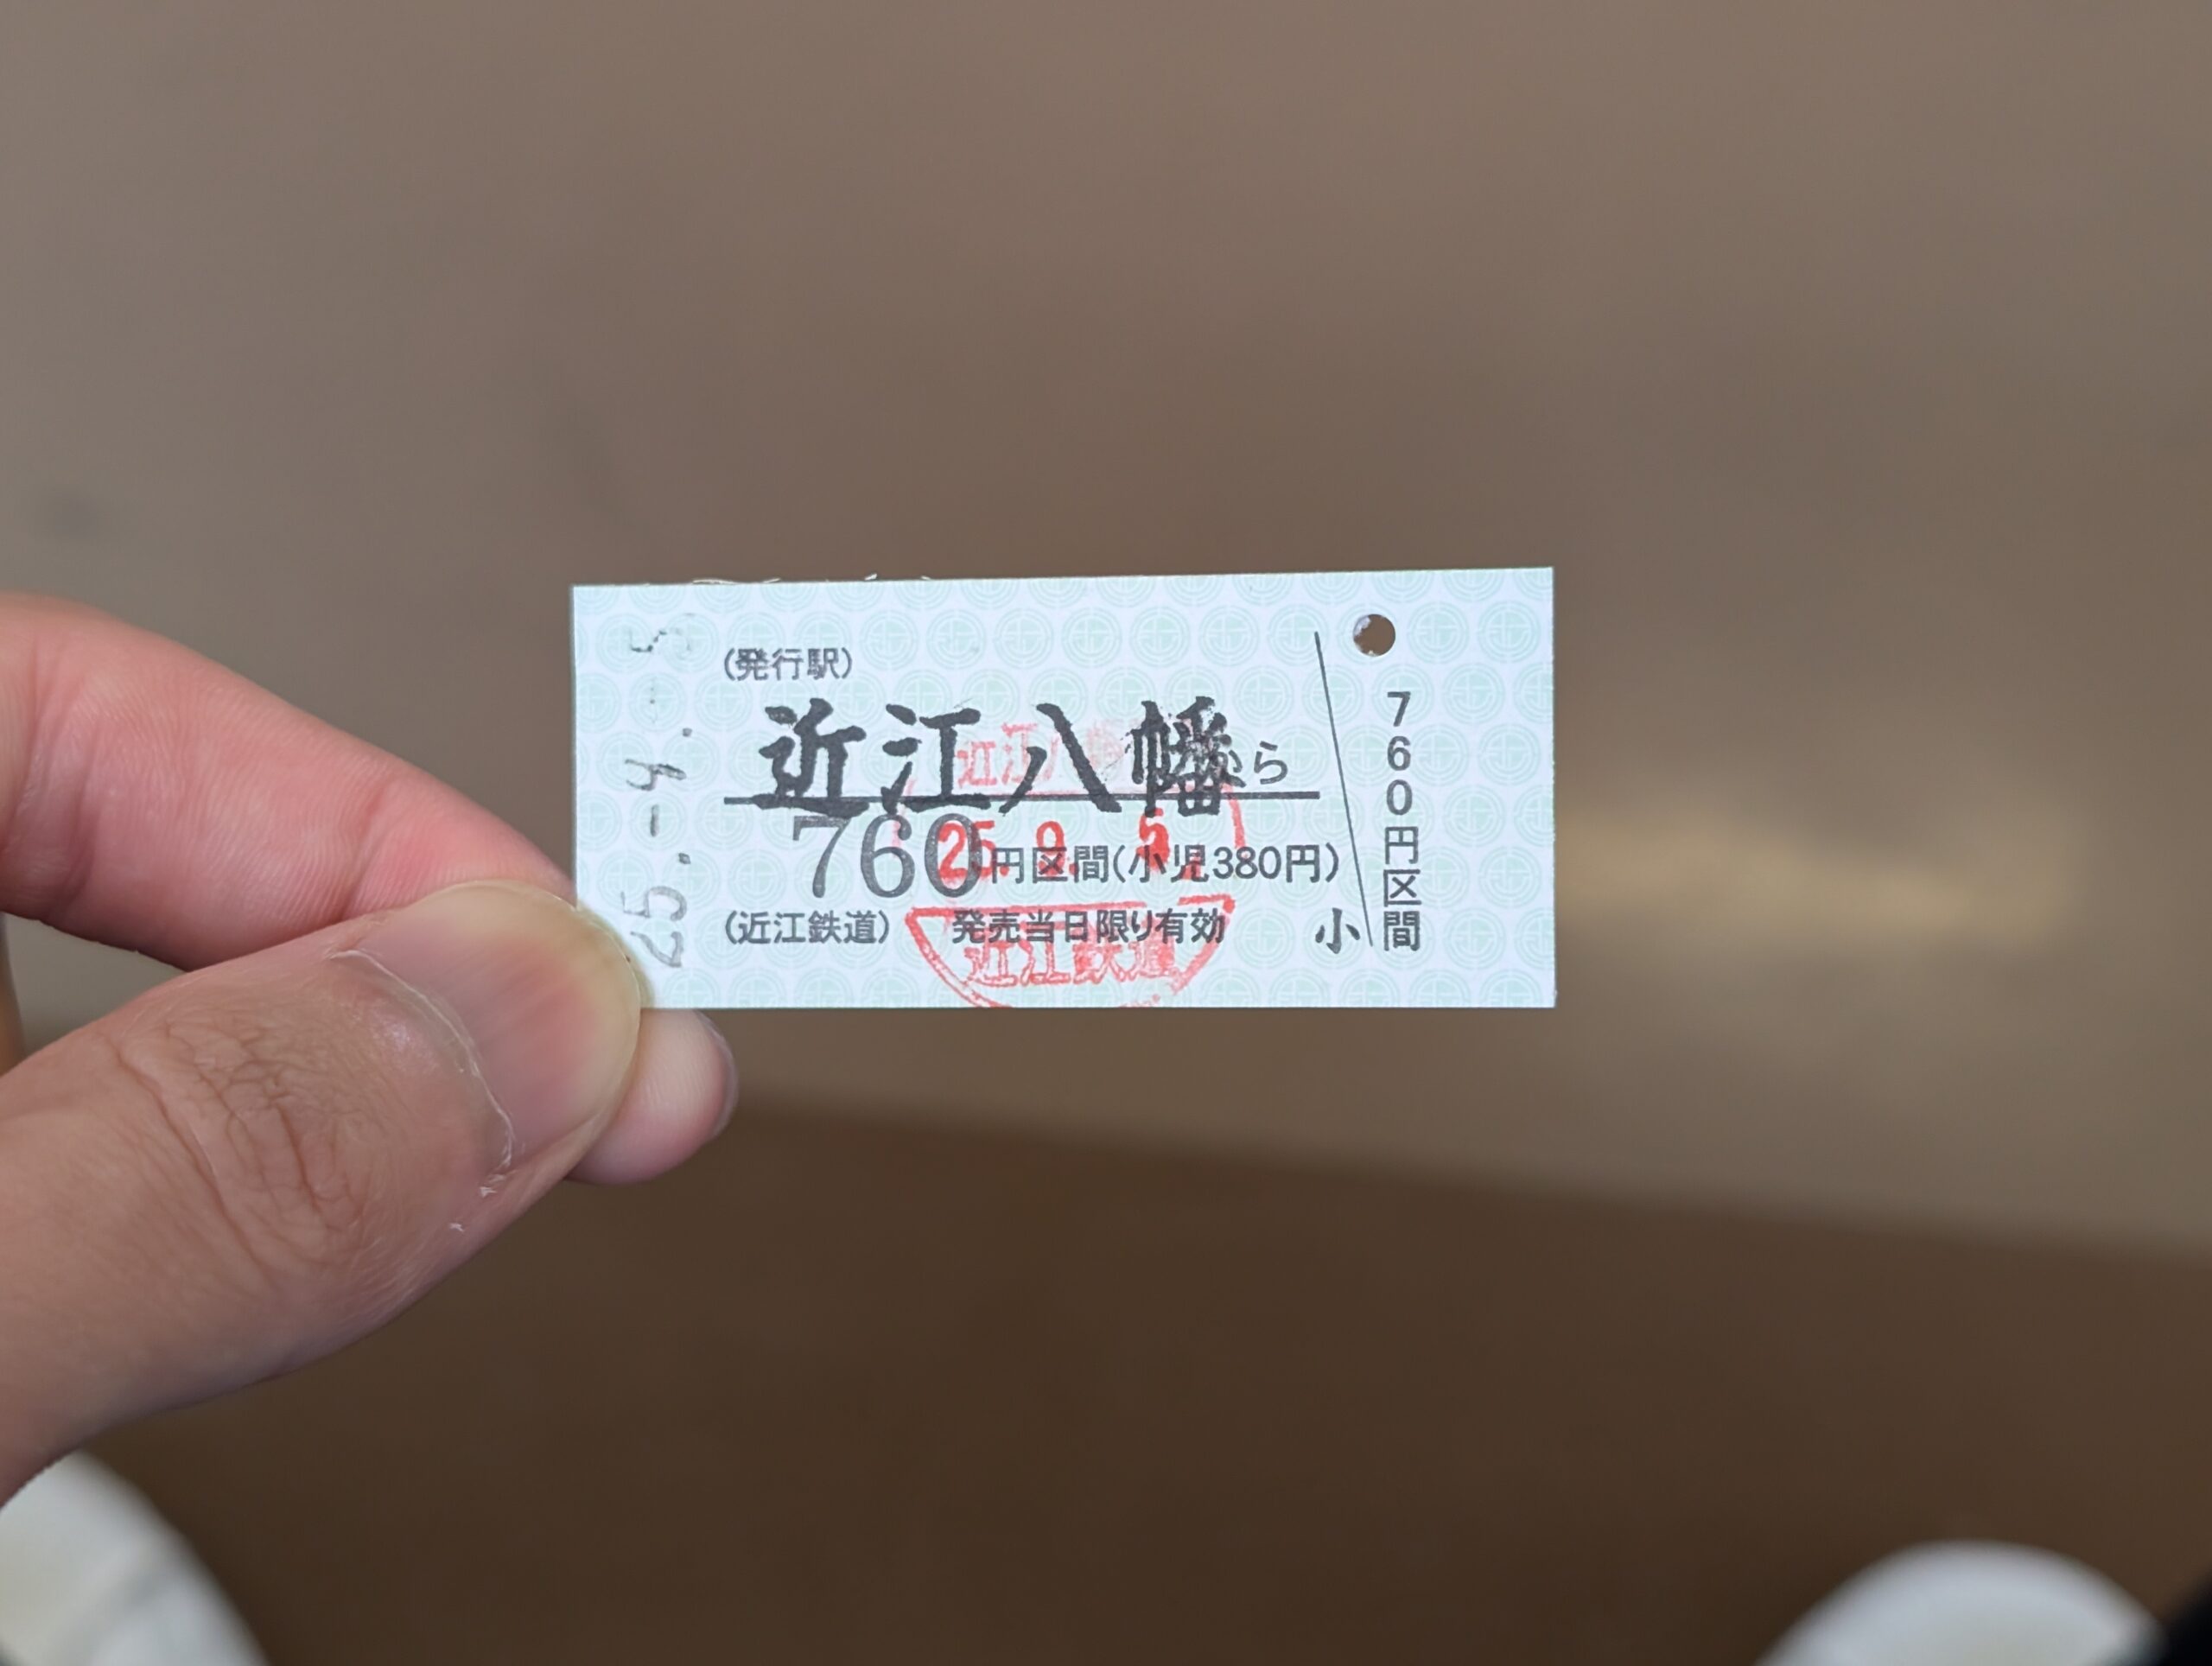 25.-9.-5
(発行駅)
近江八幡から
760円区間(小児380円)
(近江鉄道) 発売当日限り有効
小
760円区間
近江八幡
25. 9. 5
近江鉄道